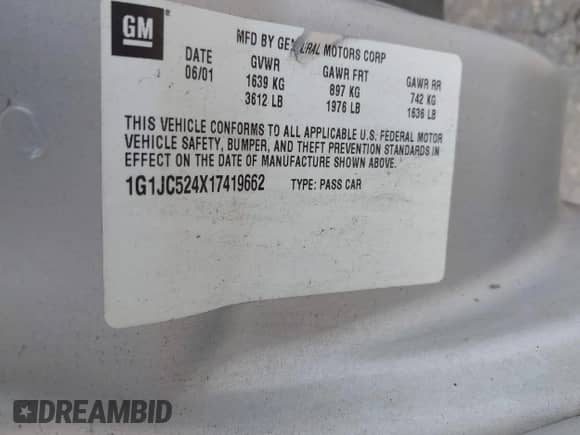 GM
MFD BY GENERAL MOTORS CORP
DATE GVWR GAWR FRT GAWR RR
06/01 1639 KG 897 KG 742 KG
3612 LB 1976 LB 1636 LB
THIS VEHICLE CONFORMS TO ALL APPLICABLE U.S. FEDERAL MOTOR
VEHICLE SAFETY, BUMPER, AND THEFT PREVENTION STANDARDS IN
EFFECT ON THE DATE OF MANUFACTURE SHOWN ABOVE.
1G1JC524X17419662 TYPE: PASS CAR
DREAMBID